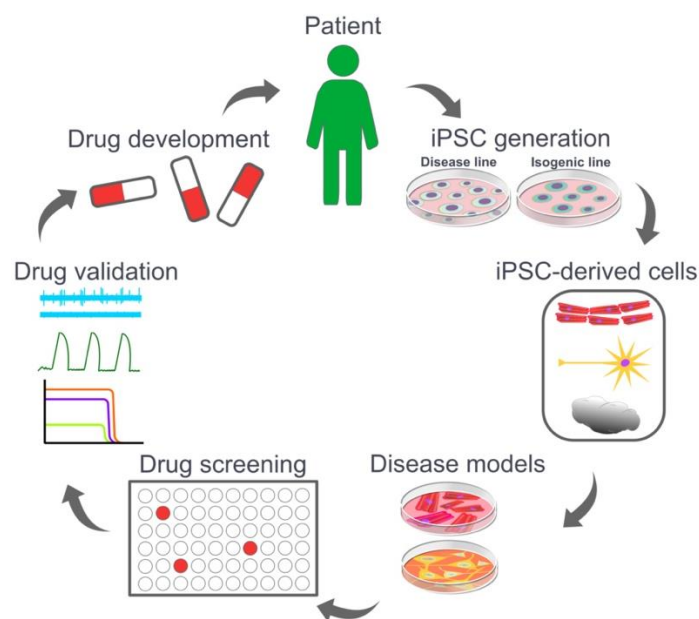 Patient
iPSC generation
Disease line
Isogenic line
iPSC-derived cells
Disease models
Drug screening
Drug validation
Drug development